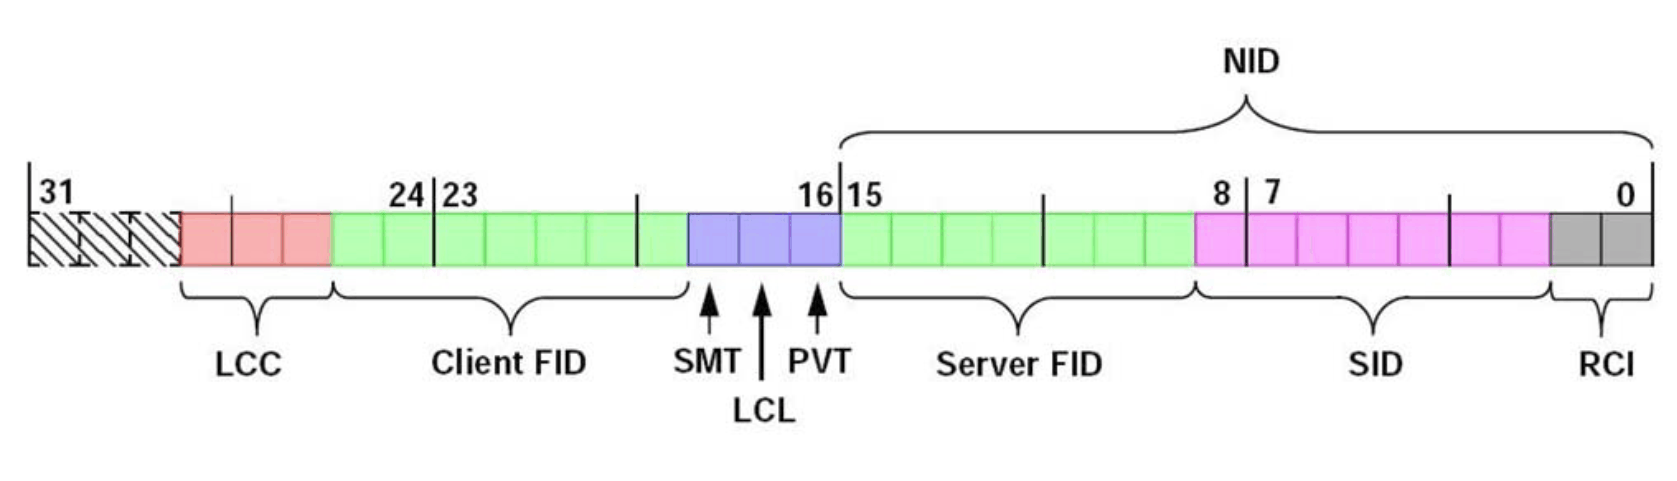 NID
31 24 23 16 15 8 7 0
LCC Client FID SMT PVT Server FID SID RCI
LCL